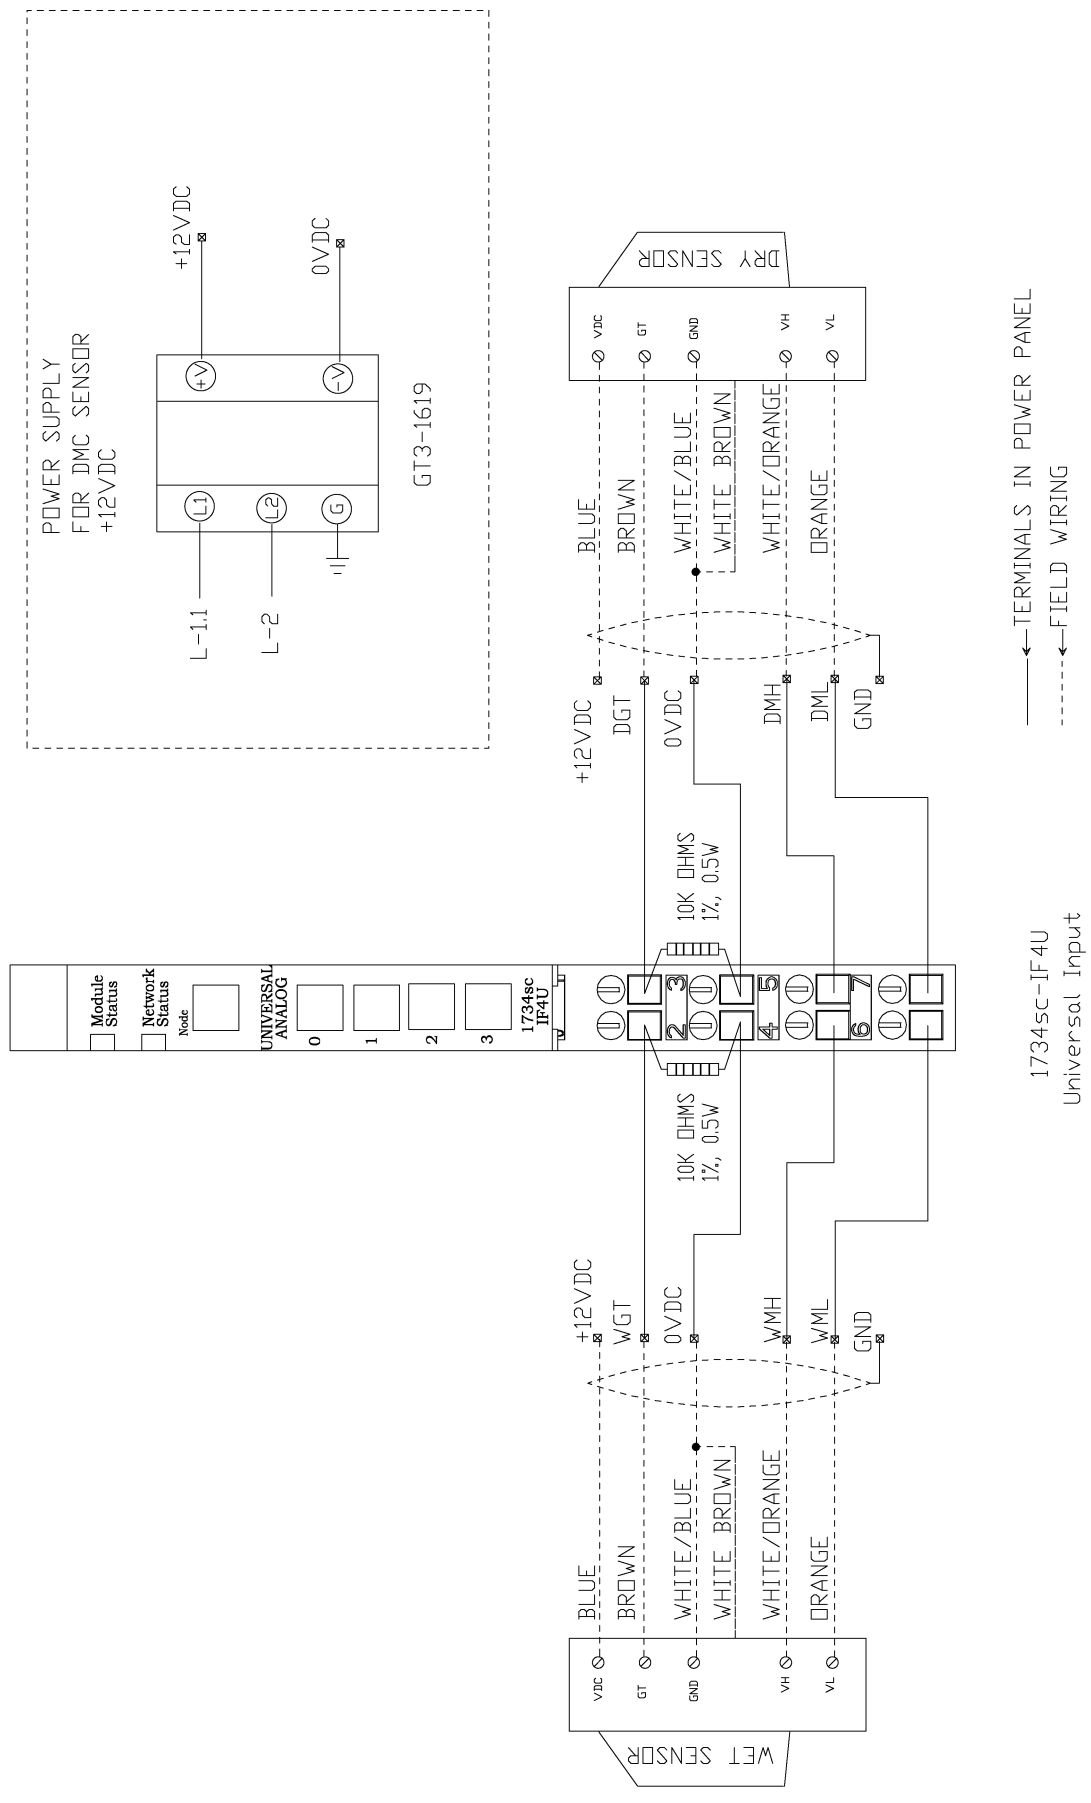 POWER SUPPLY
FOR DMC SENSOR
+12VDC
L-1.1
L-2
L1
L2
G
+V
-V
+12VDC
0VDC
GT3-1619
Module
Status
Network
Status
Node
UNIVERSAL
ANALOG
0
1
2
3
1734sc
IF4U
2
3
4
5
6
7
WET SENSOR
VDC
GT
GND
VH
VL
BLUE
BROWN
WHITE/BLUE
WHITE BROWN
WHITE/ORANGE
ORANGE
+12VDC
WGT
0VDC
WMH
WML
GND
10K OHMS
1%, 0.5W
10K OHMS
1%, 0.5W
+12VDC
DGT
0VDC
DMH
DML
GND
BLUE
BROWN
WHITE/BLUE
WHITE BROWN
WHITE/ORANGE
ORANGE
VDC
GT
GND
VH
VL
DRY SENSOR
1734sc-IF4U
Universal Input
TERMINALS IN POWER PANEL
FIELD WIRING